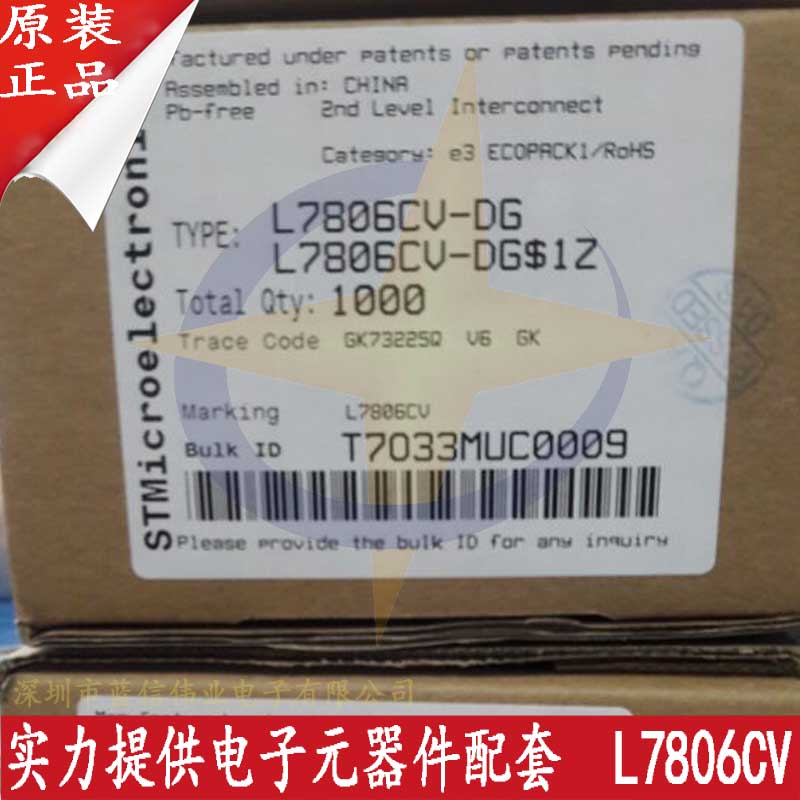 原装
正品
factured under patents or patents pending
Assembled in: CHINA
Pb-free 2nd Level Interconnect
Category: e3 ECOPACK1/RoHS
TYPE: L7806CV-DG
L7806CV-DG$1Z
Total Qty: 1000
Trace Code GK7322SQ V6 GK
Marking L7806CV
Bulk ID T7033MUC0009
Please provide the bulk ID for any inquiry
STMicroelectroni
深圳市蓝信伟业电子有限公司
实力提供电子元器件配套 L7806CV